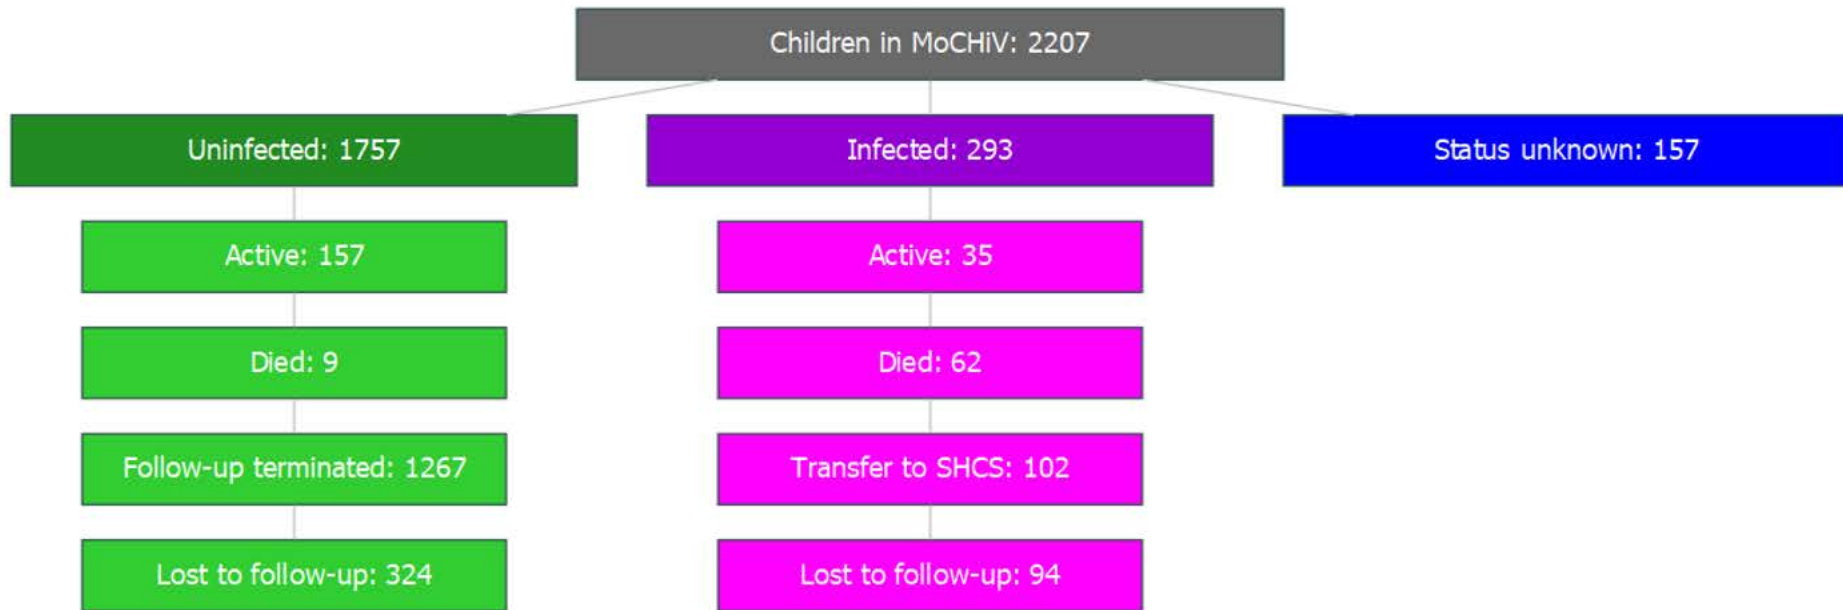 Children in MoCHiV: 2207
Uninfected: 1757
Infected: 293
Status unknown: 157
Active: 157
Active: 35
Died: 9
Died: 62
Follow-up terminated: 1267
Transfer to SHCS: 102
Lost to follow-up: 324
Lost to follow-up: 94